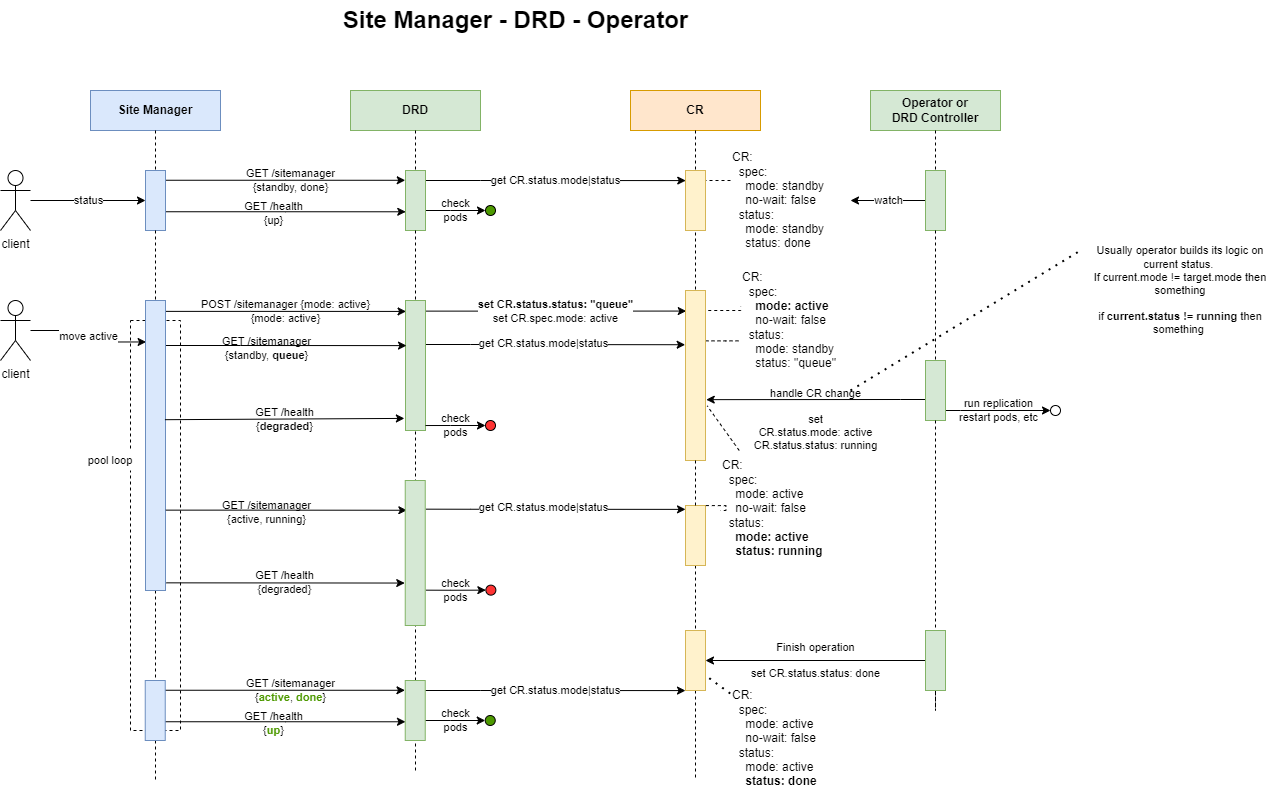 Site Manager - DRD - Operator
Site Manager
DRD
CR
Operator or
DRD Controller
client
status
GET /sitemanager
{standby, done}
GET /health
{up}
get CR.status.mode|status
check
pods
CR:
spec:
mode: standby
no-wait: false
status:
mode: standby
status: done
watch
Usually operator builds its logic on
current status.
If current.mode != target.mode then
something
if current.status != running then
something
client
move active
POST /sitemanager {mode: active}
{mode: active}
set CR.status.status: "queue"
set CR.spec.mode: active
GET /sitemanager
{standby, queue}
get CR.status.mode|status
CR:
spec:
mode: active
no-wait: false
status:
mode: standby
status: "queue"
handle CR change
set
CR.status.mode: active
CR.status.status: running
run replication
restart pods, etc
GET /health
{degraded}
check
pods
pool loop
CR:
spec:
mode: active
no-wait: false
status:
mode: active
status: running
GET /sitemanager
{active, running}
get CR.status.mode|status
GET /health
{degraded}
check
pods
Finish operation
set CR.status.status: done
GET /sitemanager
{active, done}
get CR.status.mode|status
GET /health
{up}
check
pods
CR:
spec:
mode: active
no-wait: false
status:
mode: active
status: done